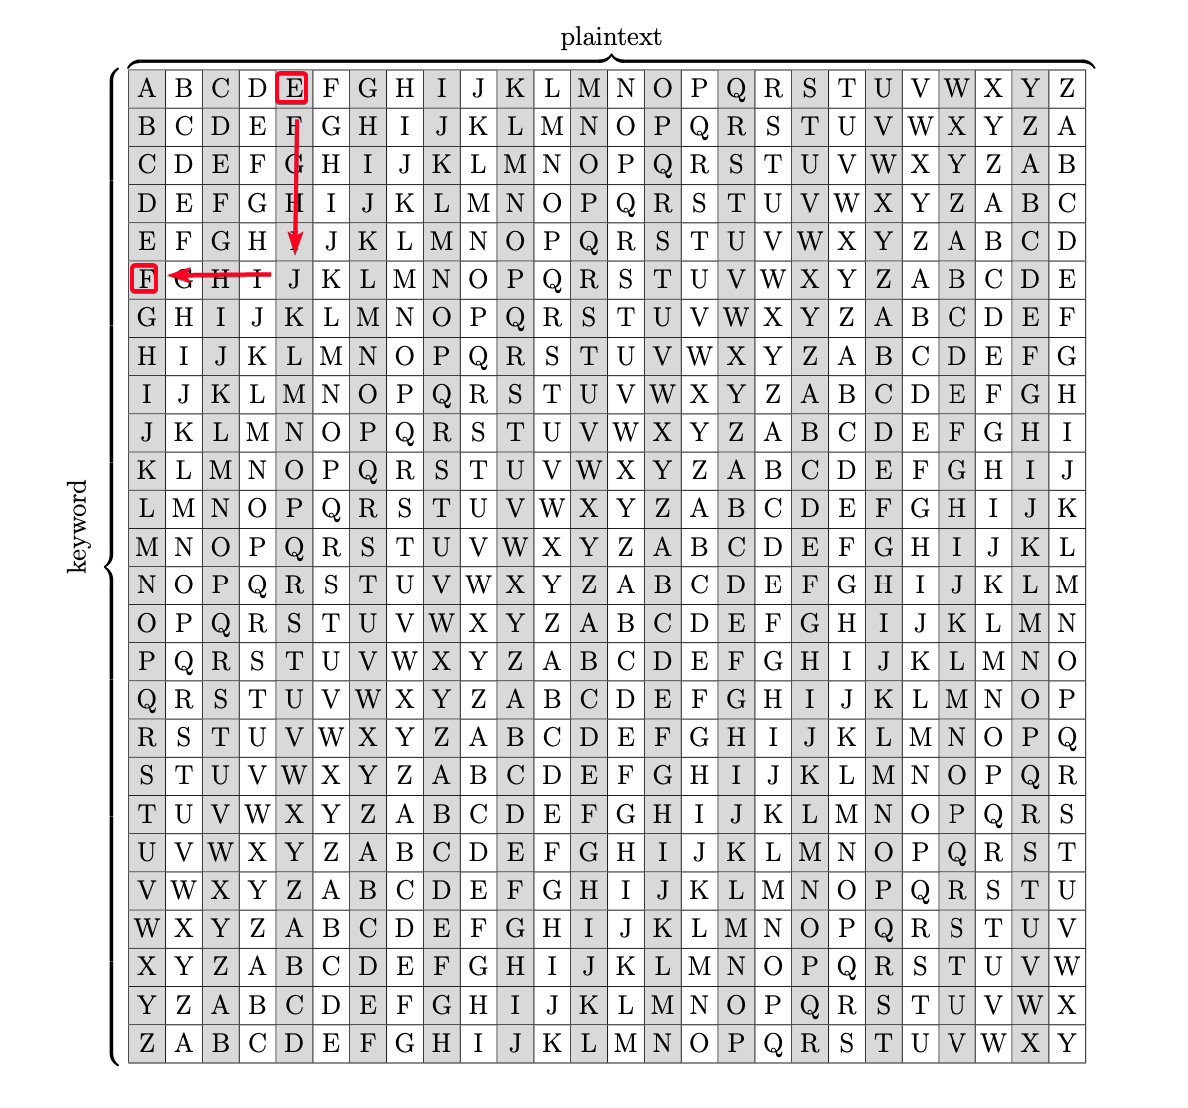 plaintext
A B C D E F G H I J K L M N O P Q R S T U V W X Y Z
B C D E F G H I J K L M N O P Q R S T U V W X Y Z A
C D E F G H I J K L M N O P Q R S T U V W X Y Z A B
D E F G H I J K L M N O P Q R S T U V W X Y Z A B C
E F G H I J K L M N O P Q R S T U V W X Y Z A B C D
F G H I J K L M N O P Q R S T U V W X Y Z A B C D E
G H I J K L M N O P Q R S T U V W X Y Z A B C D E F
H I J K L M N O P Q R S T U V W X Y Z A B C D E F G
I J K L M N O P Q R S T U V W X Y Z A B C D E F G H
J K L M N O P Q R S T U V W X Y Z A B C D E F G H I
K L M N O P Q R S T U V W X Y Z A B C D E F G H I J
L M N O P Q R S T U V W X Y Z A B C D E F G H I J K
M N O P Q R S T U V W X Y Z A B C D E F G H I J K L
N O P Q R S T U V W X Y Z A B C D E F G H I J K L M
O P Q R S T U V W X Y Z A B C D E F G H I J K L M N
P Q R S T U V W X Y Z A B C D E F G H I J K L M N O
Q R S T U V W X Y Z A B C D E F G H I J K L M N O P
R S T U V W X Y Z A B C D E F G H I J K L M N O P Q
S T U V W X Y Z A B C D E F G H I J K L M N O P Q R
T U V W X Y Z A B C D E F G H I J K L M N O P Q R S
U V W X Y Z A B C D E F G H I J K L M N O P Q R S T
V W X Y Z A B C D E F G H I J K L M N O P Q R S T U
W X Y Z A B C D E F G H I J K L M N O P Q R S T U V
X Y Z A B C D E F G H I J K L M N O P Q R S T U V W
Y Z A B C D E F G H I J K L M N O P Q R S T U V W X
Z A B C D E F G H I J K L M N O P Q R S T U V W X Y
keyword